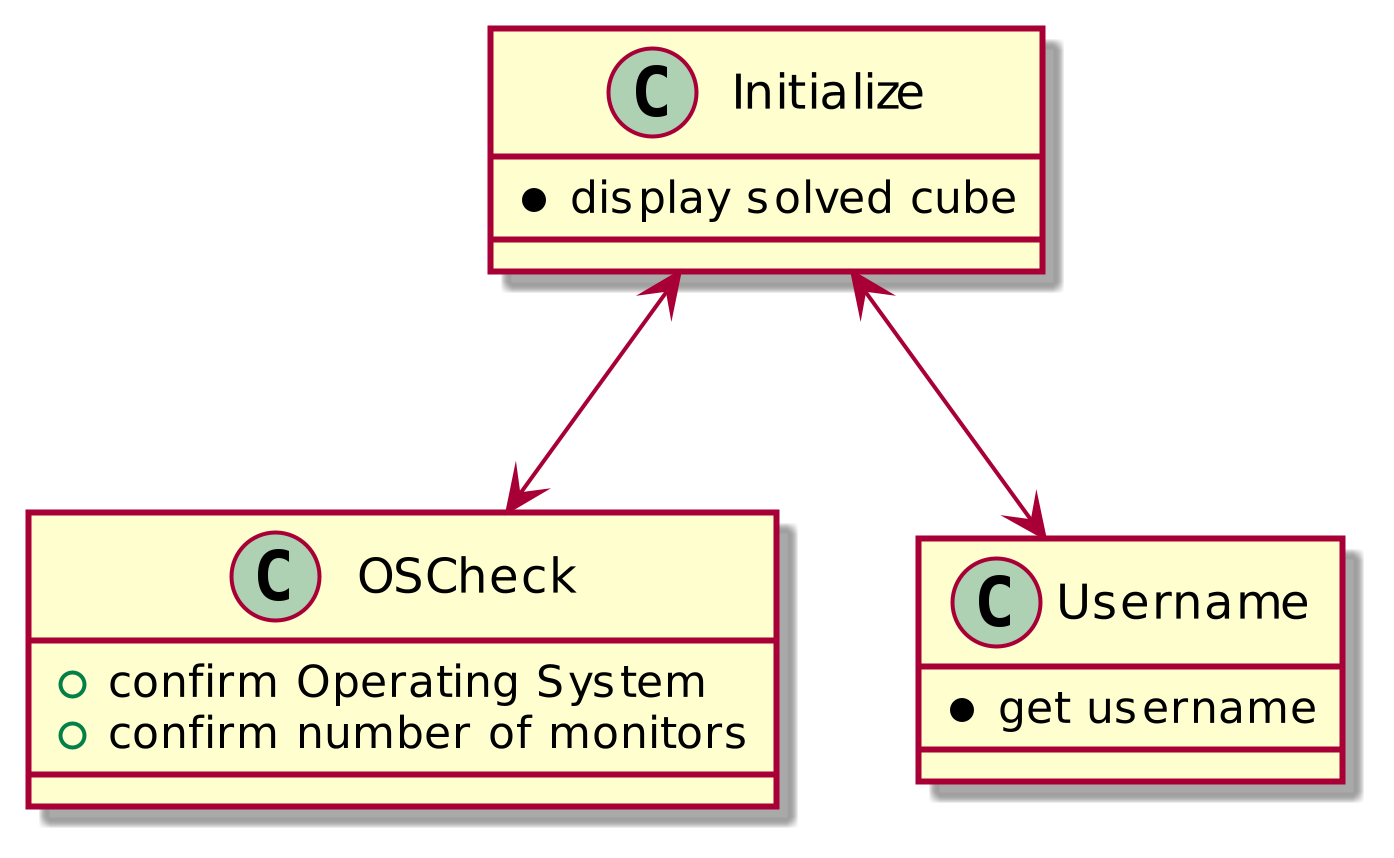 C Initialize
display solved cube
C OSCheck
confirm Operating System
confirm number of monitors
C Username
get username